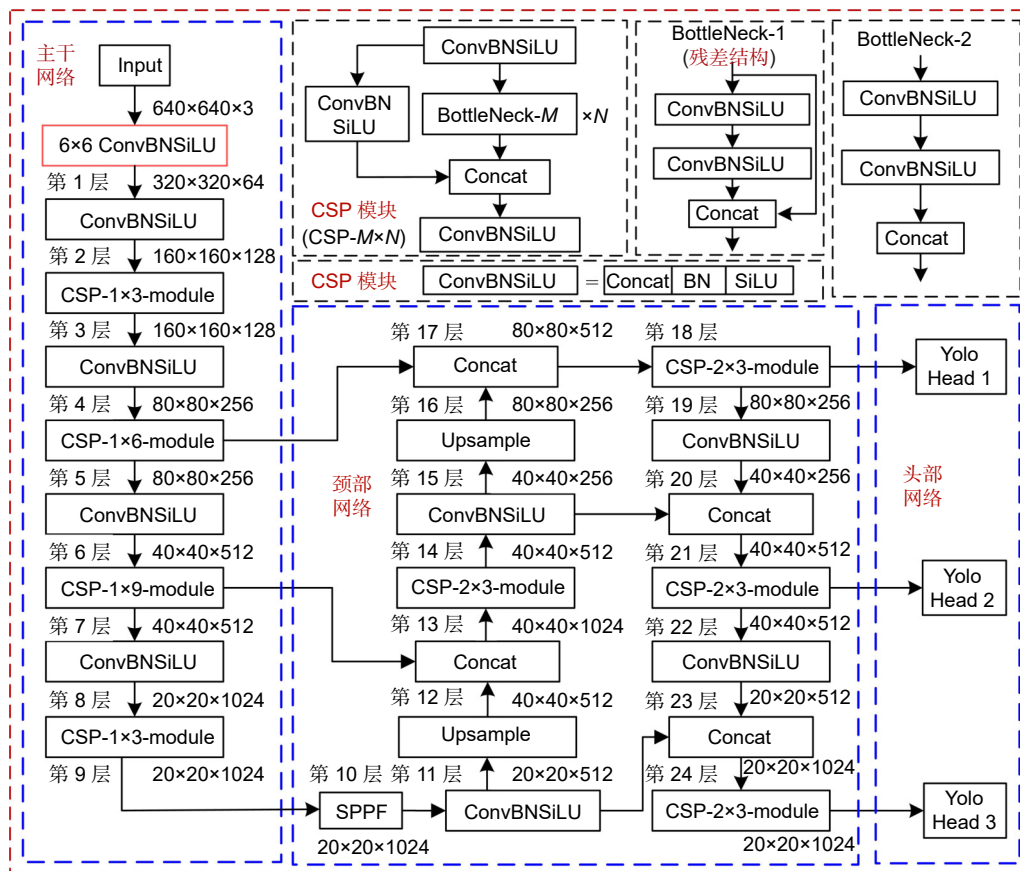 主干
网络
Input
640×640×3
6×6 ConvBNSiLU
第 1 层
320×320×64
ConvBNSiLU
第 2 层
160×160×128
CSP-1×3-module
第 3 层
160×160×128
ConvBNSiLU
第 4 层
80×80×256
CSP-1×6-module
第 5 层
80×80×256
ConvBNSiLU
第 6 层
40×40×512
CSP-1×9-module
第 7 层
40×40×512
ConvBNSiLU
第 8 层
20×20×1024
CSP-1×3-module
第 9 层
20×20×1024
ConvBNSiLU
ConvBN
SiLU
BottleNeck-M
×N
Concat
CSP 模块
(CSP-M×N)
ConvBNSiLU
BottleNeck-1
(残差结构)
ConvBNSiLU
ConvBNSiLU
Concat
BottleNeck-2
ConvBNSiLU
ConvBNSiLU
Concat
CSP 模块
ConvBNSiLU
=
Concat
BN
SiLU
颈部
网络
第 17 层
80×80×512
Concat
第 16 层
80×80×256
Upsample
第 15 层
40×40×256
ConvBNSiLU
第 14 层
40×40×512
CSP-2×3-module
第 13 层
40×40×1024
Concat
第 12 层
40×40×512
Upsample
第 10 层
第 11 层
20×20×512
SPPF
ConvBNSiLU
20×20×1024
第 18 层
CSP-2×3-module
第 19 层
80×80×256
ConvBNSiLU
第 20 层
40×40×256
Concat
第 21 层
40×40×512
CSP-2×3-module
第 22 层
40×40×512
ConvBNSiLU
第 23 层
20×20×512
Concat
第 24 层
20×20×1024
CSP-2×3-module
20×20×1024
Yolo
Head 1
头部
网络
Yolo
Head 2
Yolo
Head 3